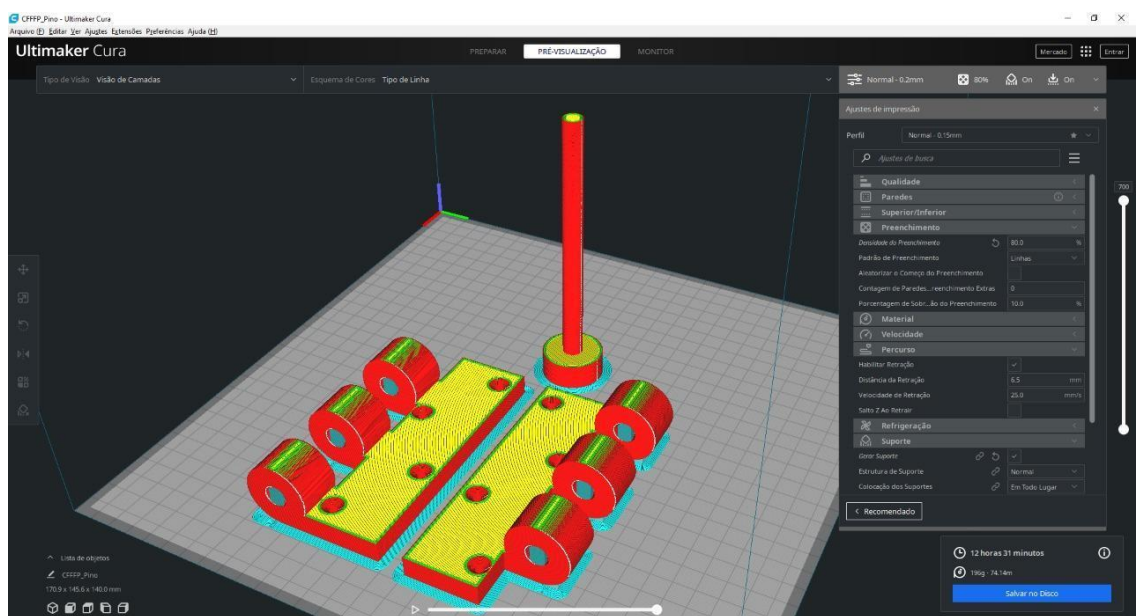 CFFFP_Pino - Ultimaker Cura
Arquivo (F) Editar Ver Ajustes Extensões Preferências Ajuda (H)
Ultimaker Cura PREPARAR PRÉ-VISUALIZAÇÃO MONITOR Mercado Entrar
Tipo de Visão Visão de Camadas Esquema de Cores Tipo de Linha Normal - 0.2mm 80% On On
Ajustes de impressão
Perfil Normal - 0.15mm
Ajustes de busca
Qualidade
700
Paredes
Superior/Inferior
Preenchimento
Densidade do Preenchimento 80.0 %
Padrão de Preenchimento Linhas
Aleatorizar o Começo do Preenchimento
Contagem de Paredes...reenchimento Extras 0
Porcentagem de Sobr...ão do Preenchimento 10.0 %
Material
Velocidade
Percurso
Habilitar Retração
Distância da Retração 6.5 mm
Velocidade de Retração 25.0 mm/s
Salto Z Ao Retrair
Refrigeração
Suporte
Gerar Suporte
Estrutura de Suporte Normal
Colocação dos Suportes Em Todo Lugar
< Recomendado
Lista de objetos
CFFFP_Pino
170.9 x 145.6 x 140.0 mm
12 horas 31 minutos
196g · 74.14m
Salvar no Disco